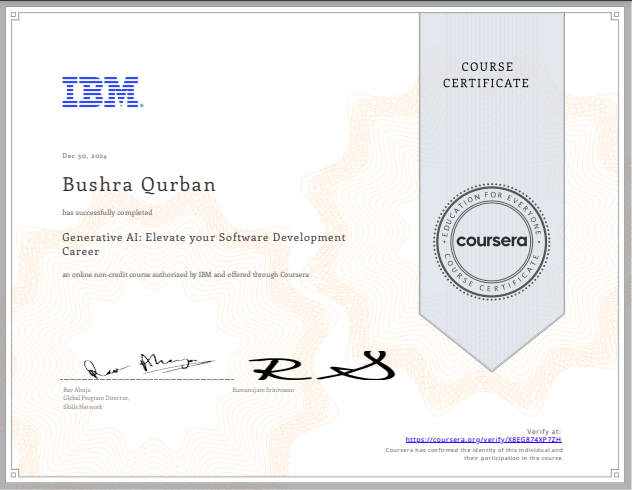 COURSE
CERTIFICATE
IBM
Dec 30, 2024
Bushra Qurban
has successfully completed
Generative AI: Elevate your Software Development
Career
an online non-credit course authorized by IBM and offered through Coursera
EDUCATION FOR EVERYONE
coursera
COURSE CERTIFICATE
Rav Ahuja
Global Program Director,
Skills Network
Ramanujam Srinivasan
Verify at:
https://coursera.org/verify/X8EG874XP7ZH
Coursera has confirmed the identity of this individual and
their participation in the course.